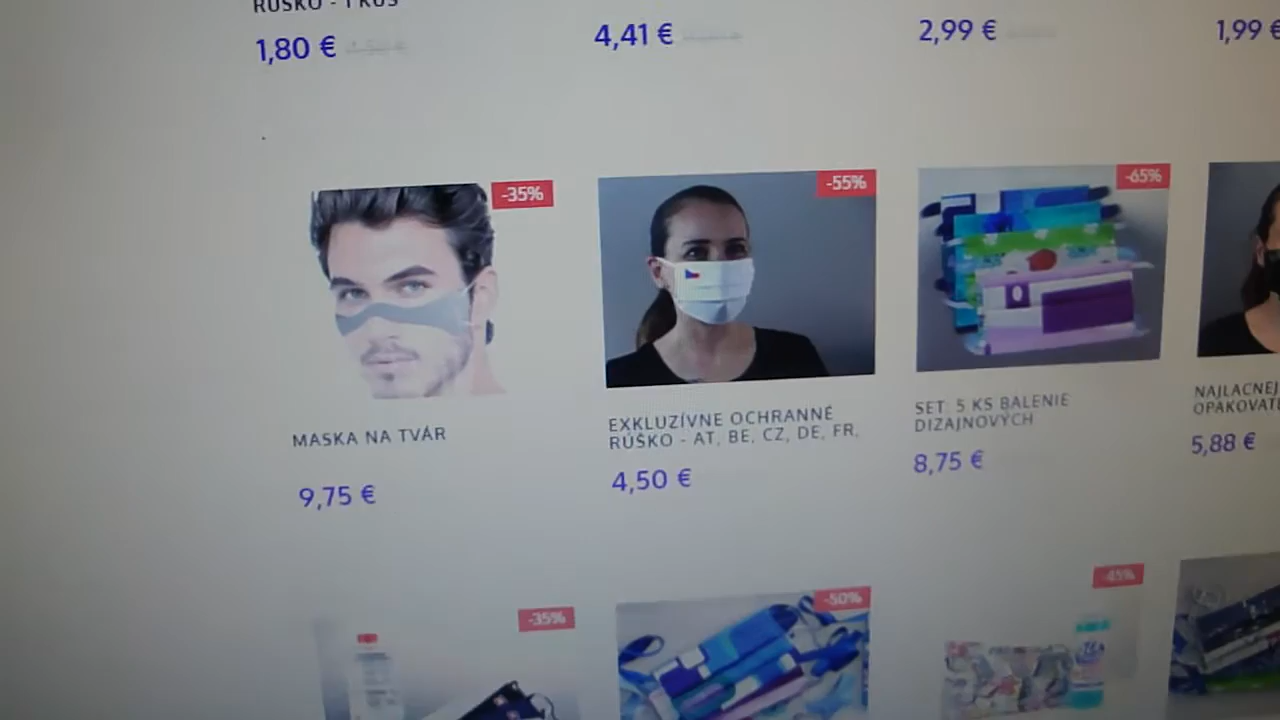 RÚŠKO - 1 KUS
1,80 €
4,41 €
2,99 €
1,99 €
-35%
-55%
-65%
MASKA NA TVÁR
9,75 €
EXKLUZÍVNE OCHRANNÉ
RÚŠKO - AT, BE, CZ, DE, FR,
4,50 €
SET: 5 KS BALENIE
DIZAJNOVÝCH
8,75 €
NAJLACNEJ
OPAKOVATE
5,88 €
-35%
-50%
-45%